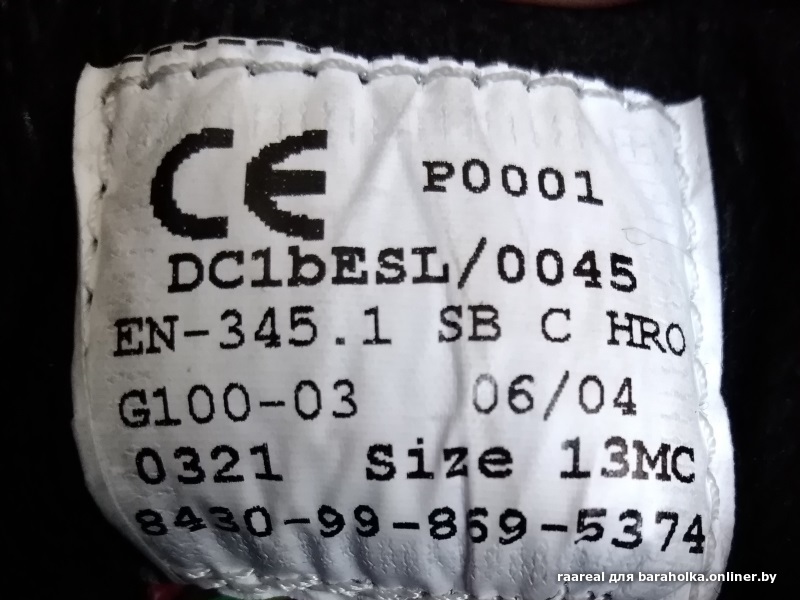 CE P0001
DC1bESL/0045
EN-345.1 SB C HRO
G100-03 06/04
0321 Size 13MC
8430-99-869-5374
raareal для baraholka.onliner.by